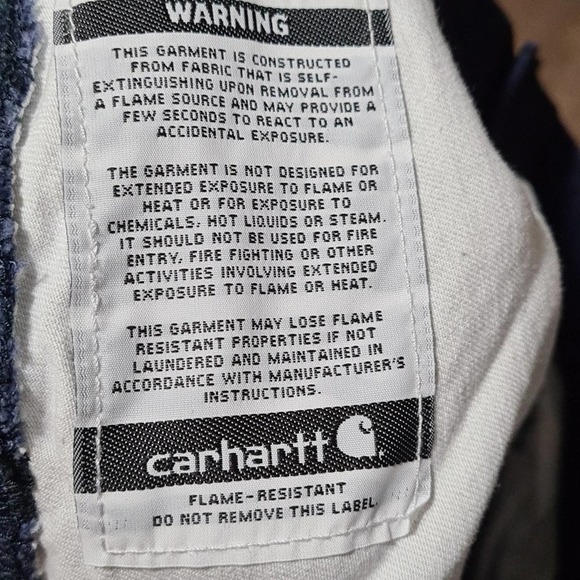 WARNING
THIS GARMENT IS CONSTRUCTED
FROM FABRIC THAT IS SELF-
EXTINGUISHING UPON REMOVAL FROM
A FLAME SOURCE AND MAY PROVIDE A
FEW SECONDS TO REACT TO AN
ACCIDENTAL EXPOSURE.
THE GARMENT IS NOT DESIGNED FOR
EXTENDED EXPOSURE TO FLAME OR
HEAT OR FOR EXPOSURE TO
CHEMICALS, HOT LIQUIDS OR STEAM.
IT SHOULD NOT BE USED FOR FIRE
ENTRY, FIRE FIGHTING OR OTHER
ACTIVITIES INVOLVING EXTENDED
EXPOSURE TO FLAME OR HEAT.
THIS GARMENT MAY LOSE FLAME
RESISTANT PROPERTIES IF NOT
LAUNDERED AND MAINTAINED IN
ACCORDANCE WITH MANUFACTURER'S
INSTRUCTIONS.
carhartt
FLAME-RESISTANT
DO NOT REMOVE THIS LABEL